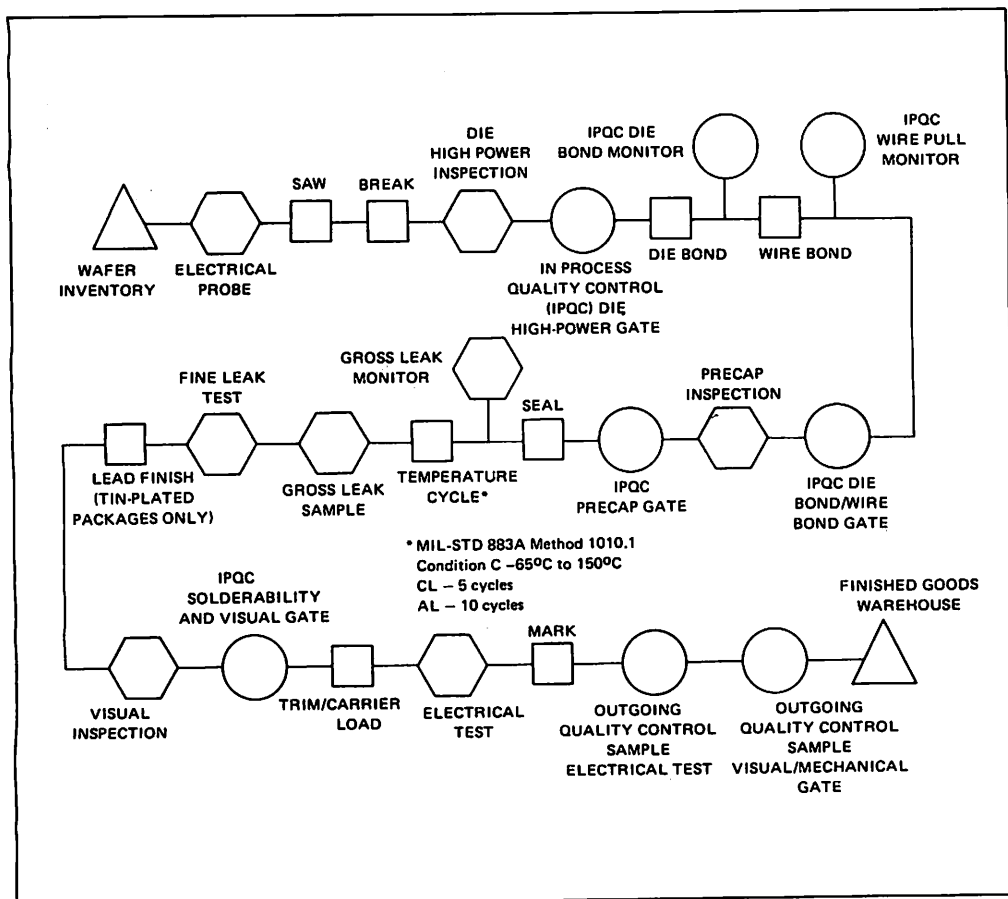 DIE
HIGH POWER
INSPECTION
IPQC DIE
BOND MONITOR
IPQC
WIRE PULL
MONITOR
SAW
BREAK
WAFER
INVENTORY
ELECTRICAL
PROBE
IN PROCESS
QUALITY CONTROL
(IPQC) DIE
HIGH-POWER GATE
DIE BOND
WIRE BOND
FINE LEAK
TEST
GROSS LEAK
MONITOR
SEAL
PRECAP
INSPECTION
LEAD FINISH
(TIN-PLATED
PACKAGES ONLY)
GROSS LEAK
SAMPLE
TEMPERATURE
CYCLE*
IPQC
PRECAP GATE
IPQC DIE
BOND/WIRE
BOND GATE
* MIL-STD 883A Method 1010.1
Condition C –65ºC to 150ºC
CL – 5 cycles
AL – 10 cycles
IPQC
SOLDERABILITY
AND VISUAL GATE
MARK
FINISHED GOODS
WAREHOUSE
VISUAL
INSPECTION
TRIM/CARRIER
LOAD
ELECTRICAL
TEST
OUTGOING
QUALITY CONTROL
SAMPLE
ELECTRICAL TEST
OUTGOING
QUALITY CONTROL
SAMPLE
VISUAL/MECHANICAL
GATE